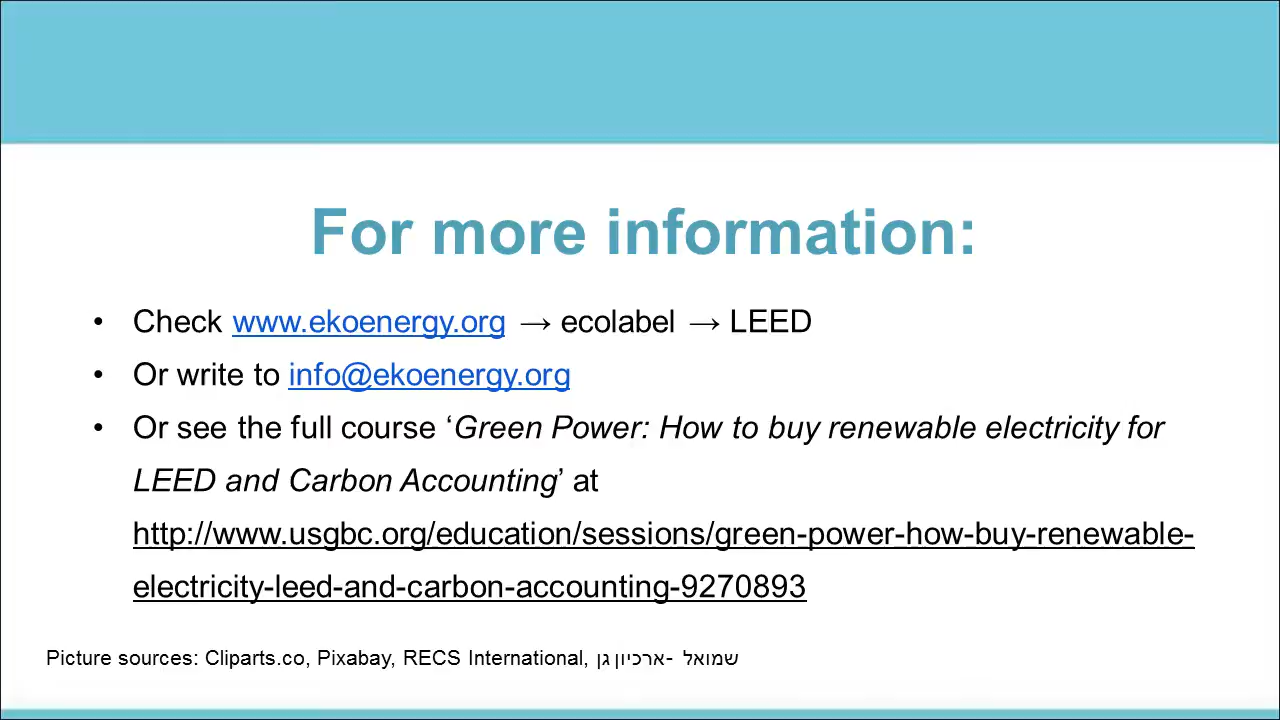 For more information:
• Check www.ekoenergy.org → ecolabel → LEED
• Or write to info@ekoenergy.org
• Or see the full course ‘Green Power: How to buy renewable electricity for
LEED and Carbon Accounting’ at
http://www.usgbc.org/education/sessions/green-power-how-buy-renewable-
electricity-leed-and-carbon-accounting-9270893
Picture sources: Cliparts.co, Pixabay, RECS International, ארכיון גן- שמואל